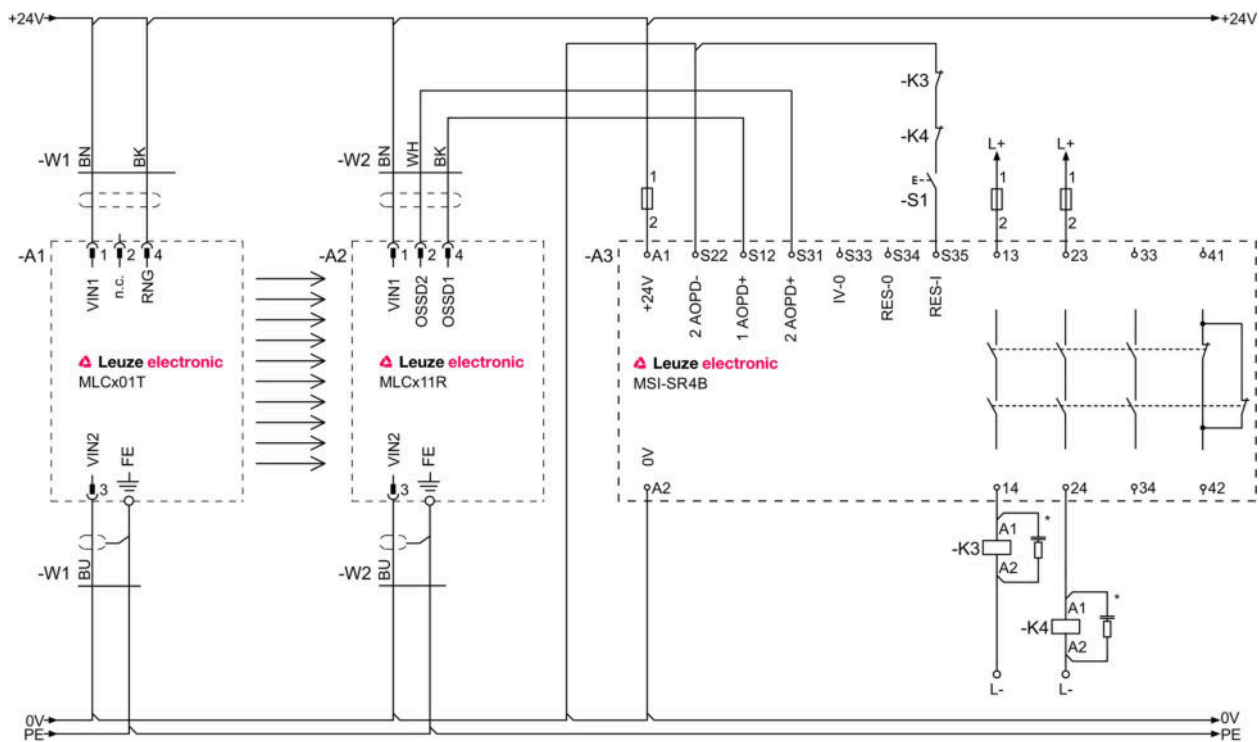 +24V
+24V
-K3
-K4
L+
L+
-W1
BN
BK
-W2
BN
WH
BK
E
-S1
1
2
1
2
1
2
-A1
1
2
4
-A2
1
2
4
-A3
A1
S22
S12
S31
S33
S34
S35
13
23
33
41
VIN1
n.c.
RNG
VIN1
OSSD2
OSSD1
+24V
2 AOPD-
1 AOPD+
2 AOPD+
IV-0
RES-0
RES-I
Leuze electronic
MLCx01T
Leuze electronic
MLCx11R
Leuze electronic
MSI-SR4B
VIN2
FE
VIN2
FE
0V
3
3
A2
14
24
34
42
-K3
A1
A2
*
-W1
BU
-W2
BU
-K4
A1
A2
*
L-
L-
0V
0V
PE
PE